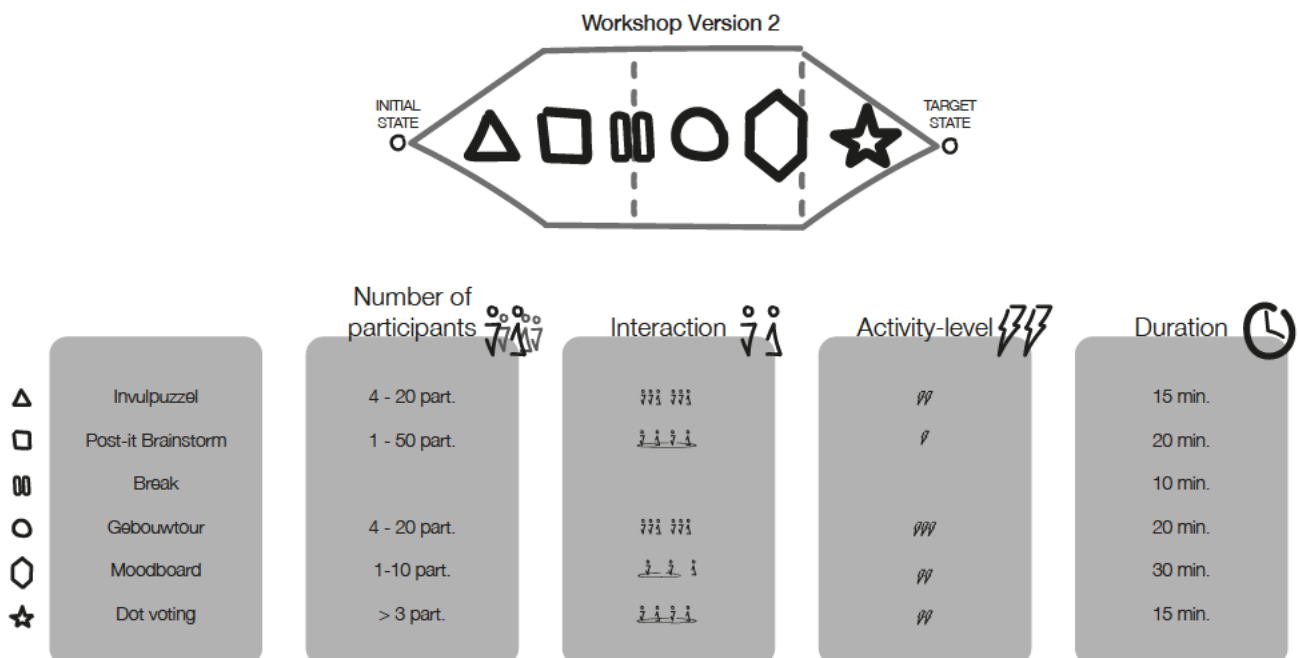 Workshop Version 2
INITIAL
STATE
TARGET
STATE
Number of
participants
Interaction
Activity-level
Duration
Invulpuzzel
4 - 20 part.
15 min.
Post-it Brainstorm
1 - 50 part.
20 min.
Break
10 min.
Gebouwtour
4 - 20 part.
20 min.
Moodboard
1-10 part.
30 min.
Dot voting
> 3 part.
15 min.